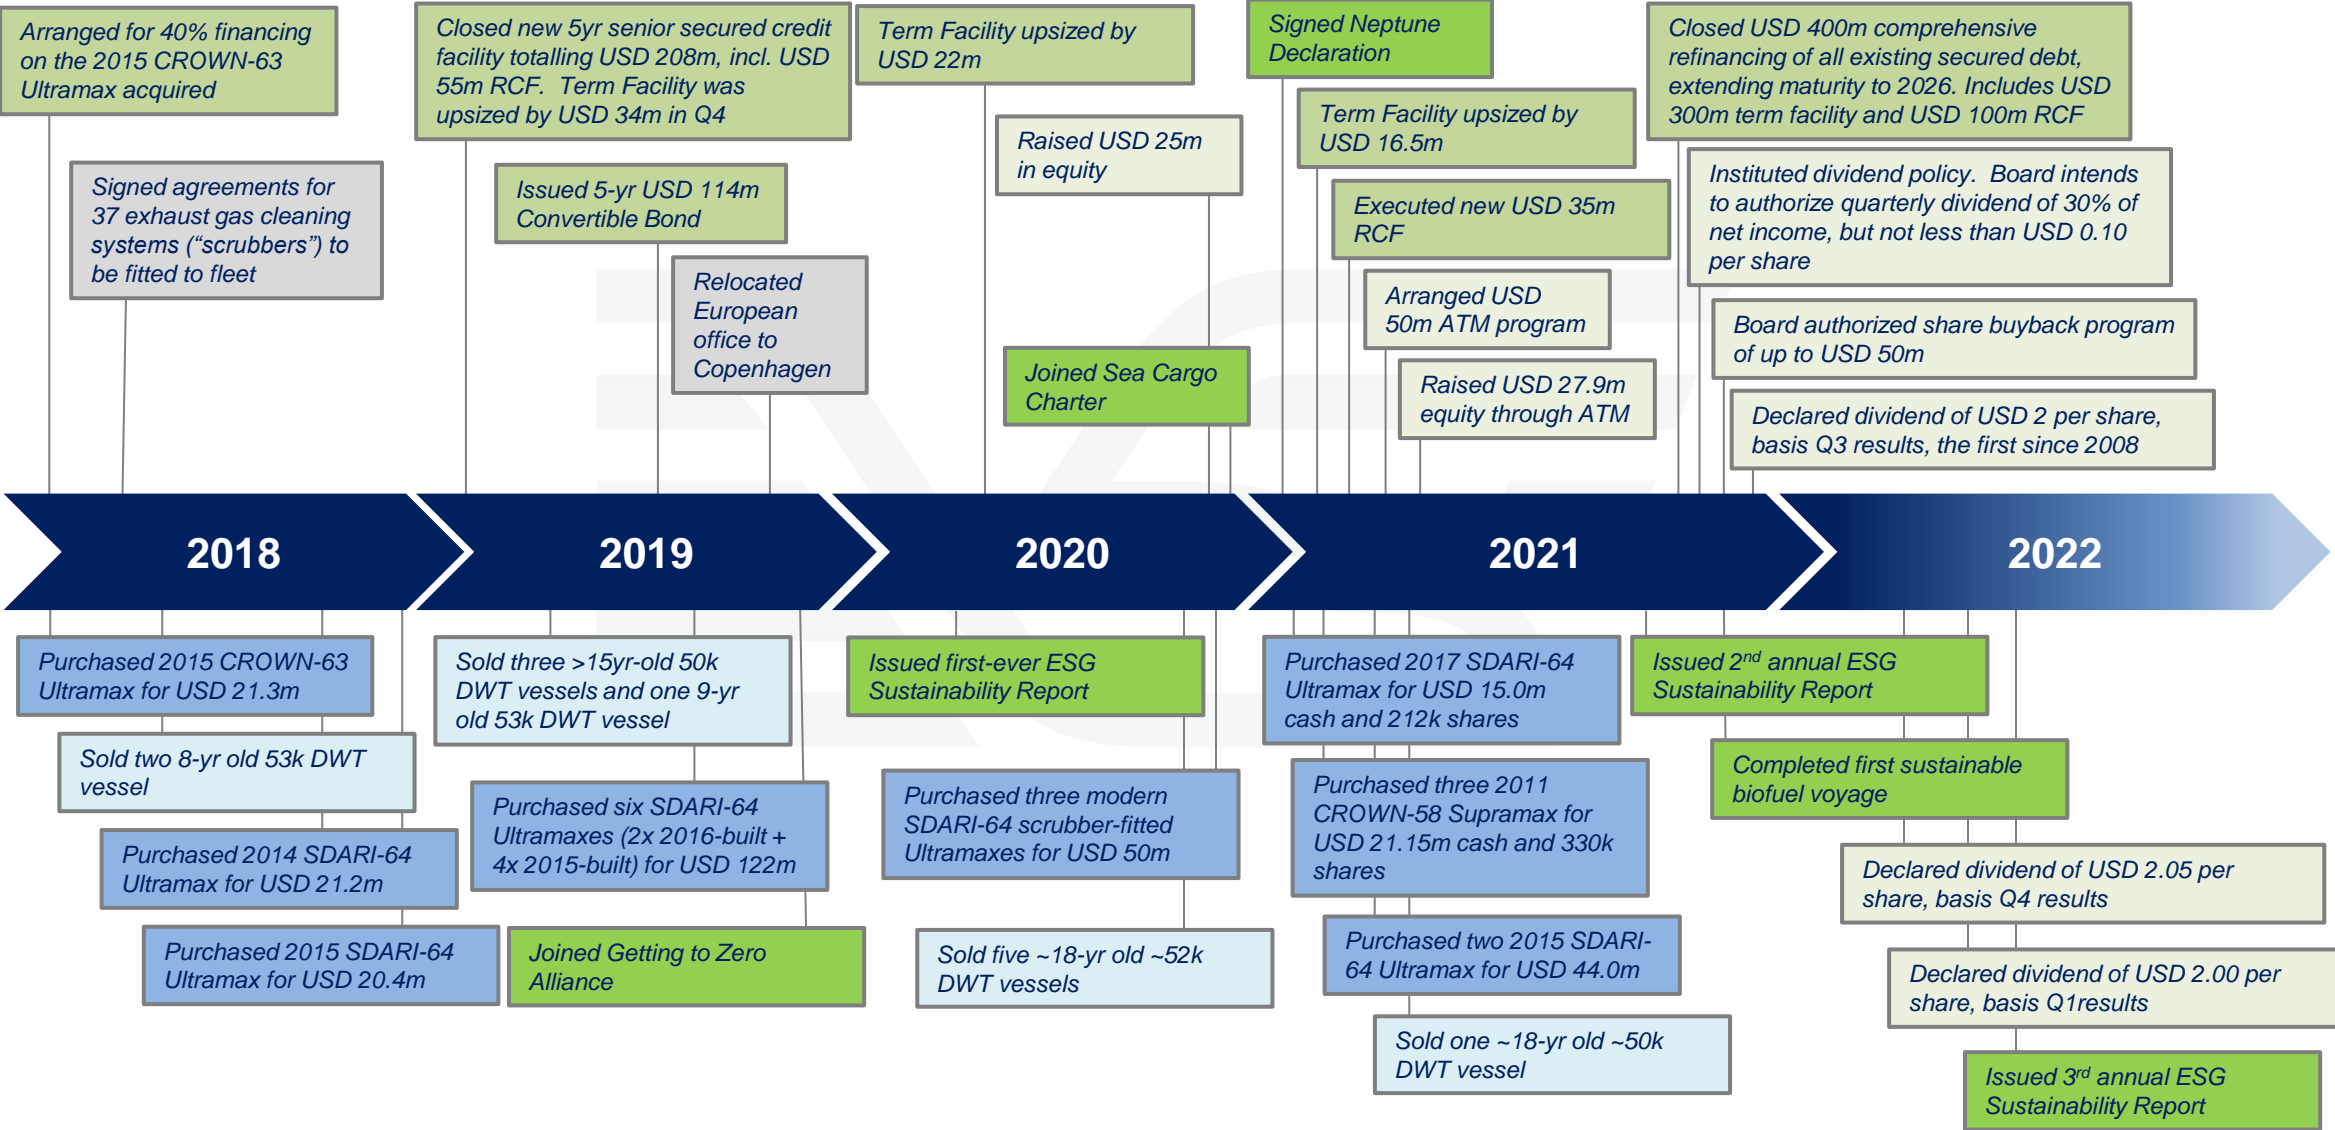 Arranged for 40% financing
on the 2015 CROWN-63
Ultramax acquired
Signed agreements for
37 exhaust gas cleaning
systems (“scrubbers”) to
be fitted to fleet
Closed new 5yr senior secured credit
facility totalling USD 208m, incl. USD
55m RCF.  Term Facility was
upsized by USD 34m in Q4
Issued 5-yr USD 114m
Convertible Bond
Relocated
European
office to
Copenhagen
Term Facility upsized by
USD 22m
Raised USD 25m
in equity
Joined Sea Cargo
Charter
Signed Neptune
Declaration
Term Facility upsized by
USD 16.5m
Executed new USD 35m
RCF
Arranged USD
50m ATM program
Raised USD 27.9m
equity through ATM
Closed USD 400m comprehensive
refinancing of all existing secured debt,
extending maturity to 2026. Includes USD
300m term facility and USD 100m RCF
Instituted dividend policy.  Board intends
to authorize quarterly dividend of 30% of
net income, but not less than USD 0.10
per share
Board authorized share buyback program
of up to USD 50m
Declared dividend of USD 2 per share,
basis Q3 results, the first since 2008
2018
2019
2020
2021
2022
Purchased 2015 CROWN-63
Ultramax for USD 21.3m
Sold two 8-yr old 53k DWT
vessel
Purchased 2014 SDARI-64
Ultramax for USD 21.2m
Purchased 2015 SDARI-64
Ultramax for USD 20.4m
Sold three >15yr-old 50k
DWT vessels and one 9-yr
old 53k DWT vessel
Purchased six SDARI-64
Ultramaxes (2x 2016-built +
4x 2015-built) for USD 122m
Joined Getting to Zero
Alliance
Issued first-ever ESG
Sustainability Report
Purchased three modern
SDARI-64 scrubber-fitted
Ultramaxes for USD 50m
Sold five ~18-yr old ~52k
DWT vessels
Purchased 2017 SDARI-64
Ultramax for USD 15.0m
cash and 212k shares
Purchased three 2011
CROWN-58 Supramax for
USD 21.15m cash and 330k
shares
Purchased two 2015 SDARI-
64 Ultramax for USD 44.0m
Sold one ~18-yr old ~50k
DWT vessel
Issued 2nd annual ESG
Sustainability Report
Completed first sustainable
biofuel voyage
Declared dividend of USD 2.05 per
share, basis Q4 results
Declared dividend of USD 2.00 per
share, basis Q1results
Issued 3rd annual ESG
Sustainability Report